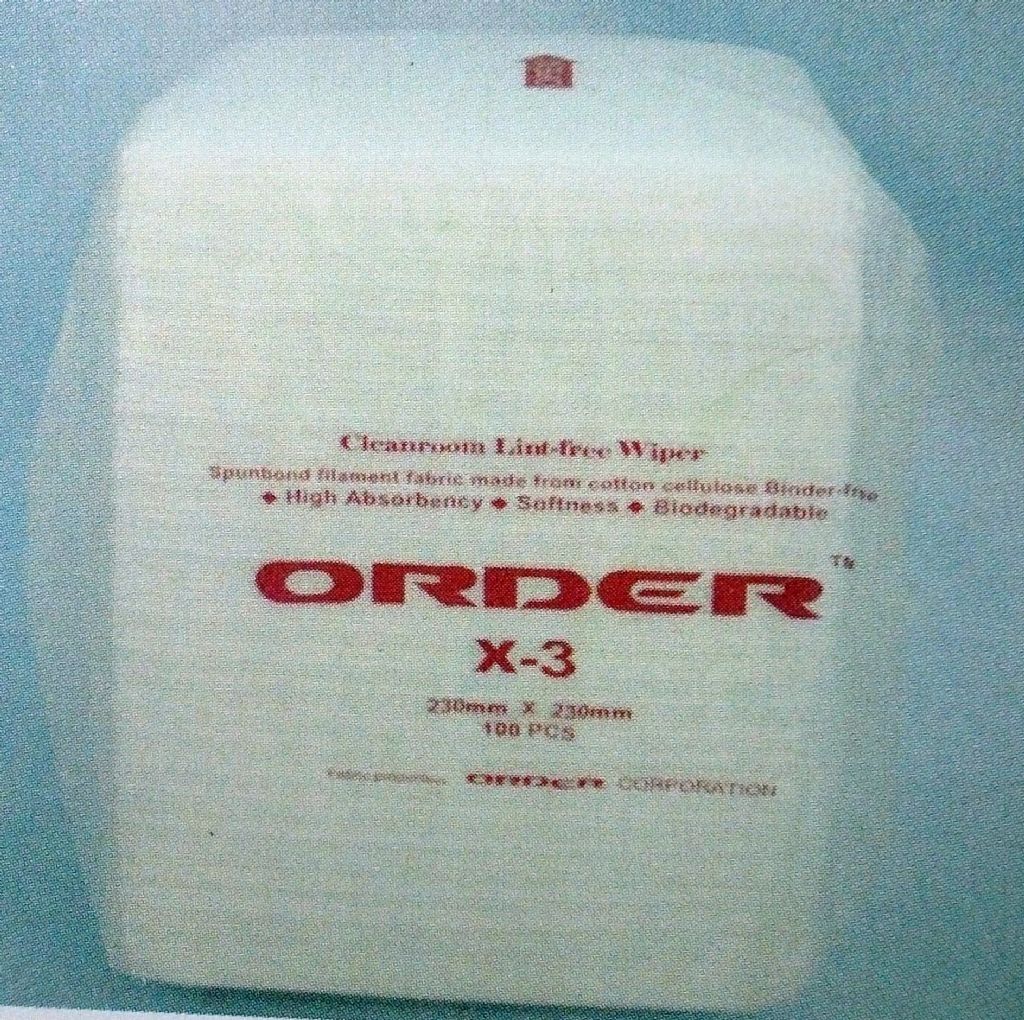 Cleanroom Lint-free Wiper
Spunbond filament fabric made from cotton cellulose Binder-free
◆ High Absorbency ◆ Softness ◆ Biodegradable
ORDER™
X-3
230mm X 230mm
100 PCS
ORDER CORPORATION